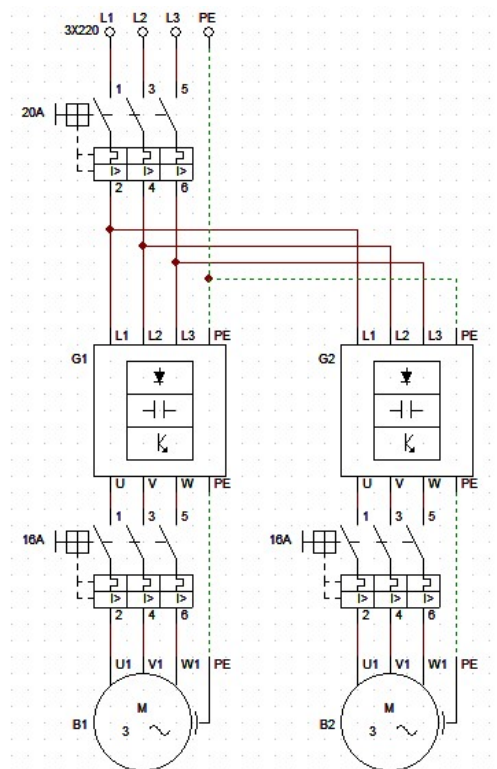 L1 L2 L3 PE
3X220
1 3 5
20A
I> I> I>
2 4 6
L1 L2 L3 PE L1 L2 L3 PE
G1 G2
U V W PE U V W PE
1 3 5 1 3 5
16A 16A
I> I> I> I> I> I>
2 4 6 2 4 6
U1 V1 W1 PE U1 V1 W1 PE
M M
B1 3 B2 3